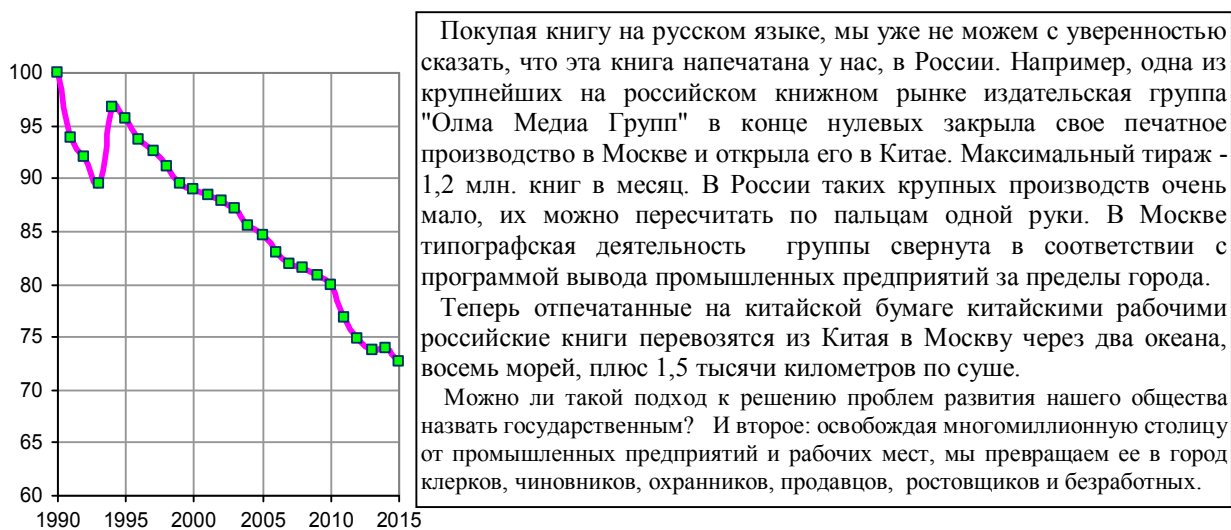 100
95
90
85
80
75
70
65
60
1990 1995 2000 2005 2010 2015
Покупая книгу на русском языке, мы уже не можем с уверенностью
сказать, что эта книга напечатана у нас, в России. Например, одна из
крупнейших на российском книжном рынке издательская группа
"Олма Медиа Групп" в конце нулевых закрыла свое печатное
производство в Москве и открыла его в Китае. Максимальный тираж -
1,2 млн. книг в месяц. В России таких крупных производств очень
мало, их можно пересчитать по пальцам одной руки. В Москве
типографская деятельность группы свернута в соответствии с
программой вывода промышленных предприятий за пределы города.
Теперь отпечатанные на китайской бумаге китайскими рабочими
российские книги перевозятся из Китая в Москву через два океана,
восемь морей, плюс 1,5 тысячи километров по суше.
Можно ли такой подход к решению проблем развития нашего общества
назвать государственным? И второе: освобождая многомиллионную столицу
от промышленных предприятий и рабочих мест, мы превращаем ее в город
клерков, чиновников, охранников, продавцов, ростовщиков и безработных.